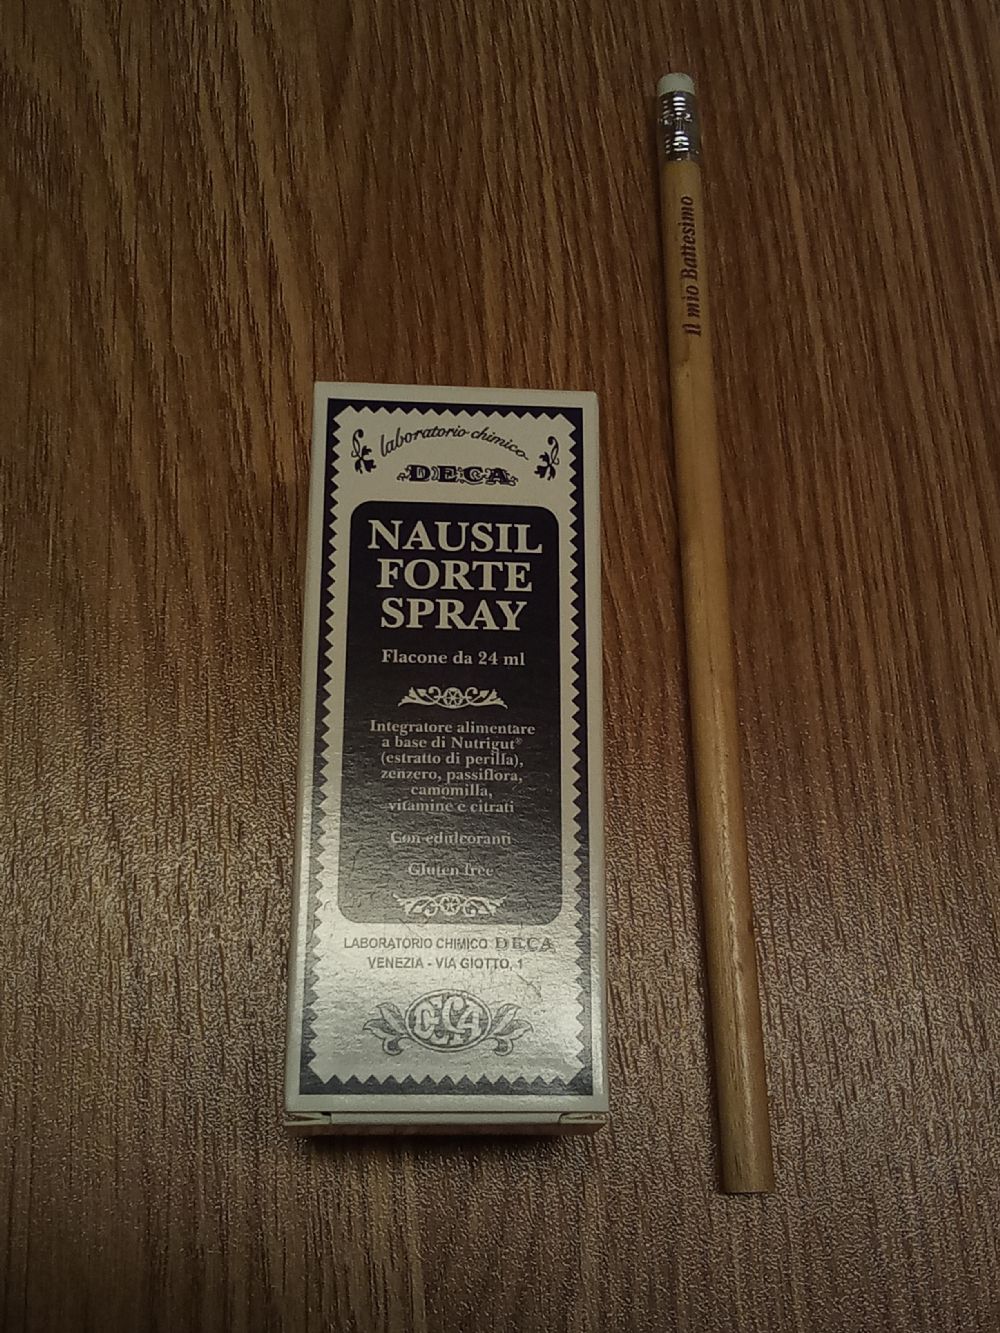 laboratorio chimico
DECA
NAUSIL
FORTE
SPRAY
Flacone da 24 ml
Integratore alimentare
a base di Nutrigut®
(estratto di perilla),
zenzero, passiflora,
camomilla,
vitamine e citrati
Con edulcoranti
Gluten free
LABORATORIO CHIMICO DECA
VENEZIA - VIA GIOTTO, 1
DECA
Il mio Battesimo